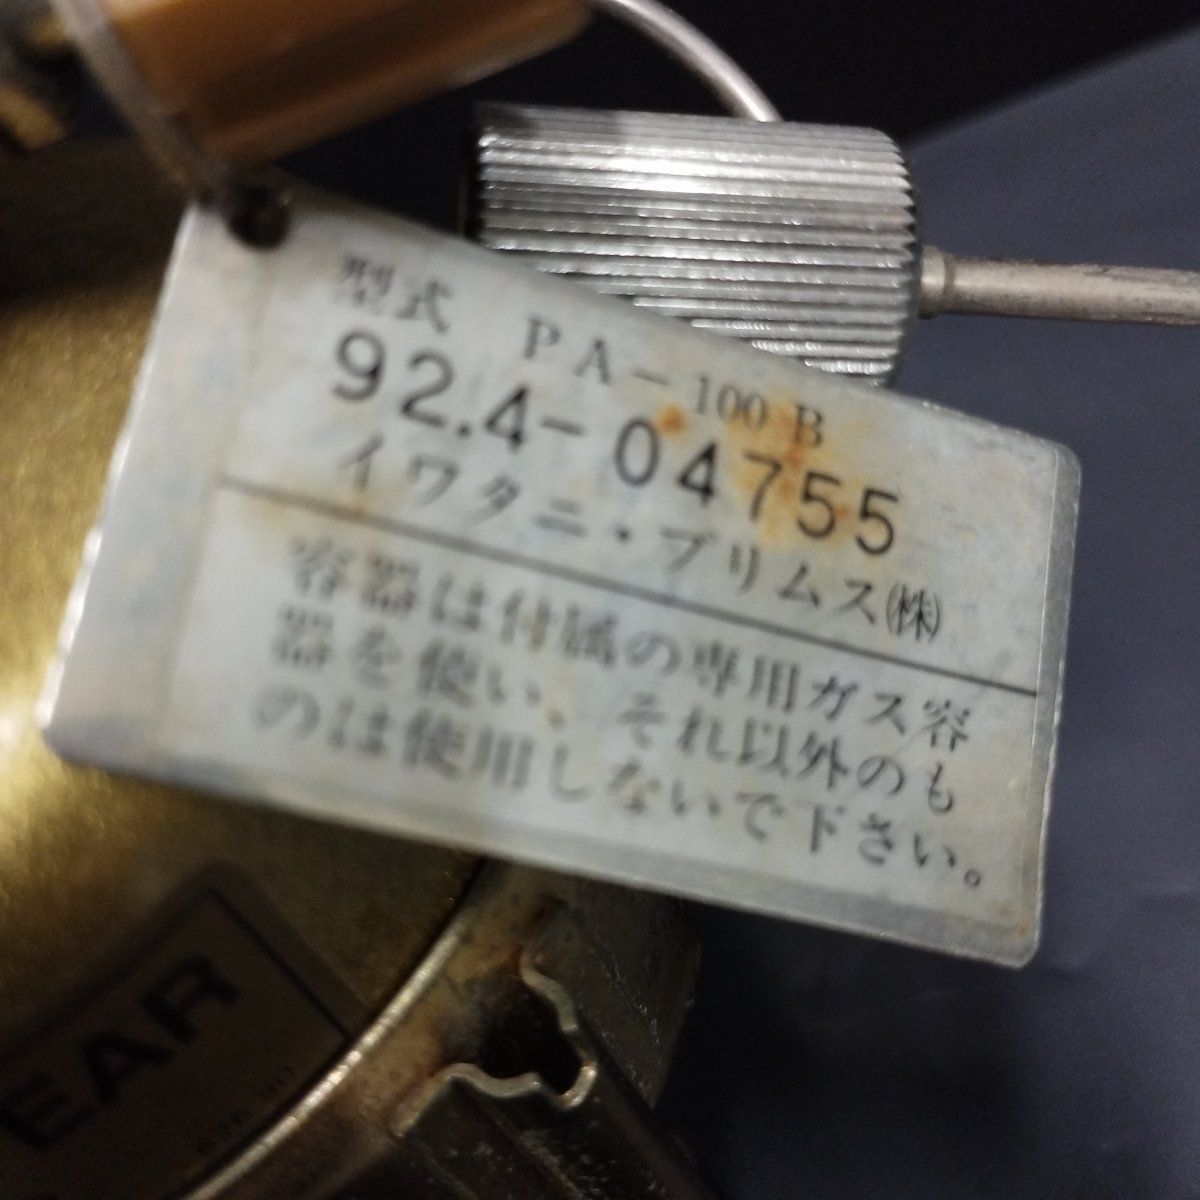 型式 PA-100B
92.4-04755
イワタニ・プリムス㈱
容器は付属の専用ガス容
器を使い、それ以外のも
のは使用しないで下さい。
EAR